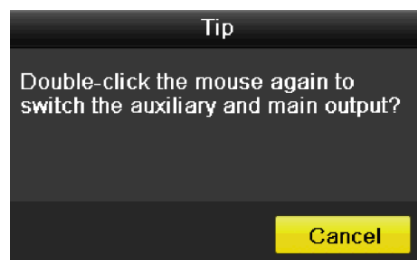 Tip
Double-click the mouse again to
switch the auxiliary and main output?
Cancel